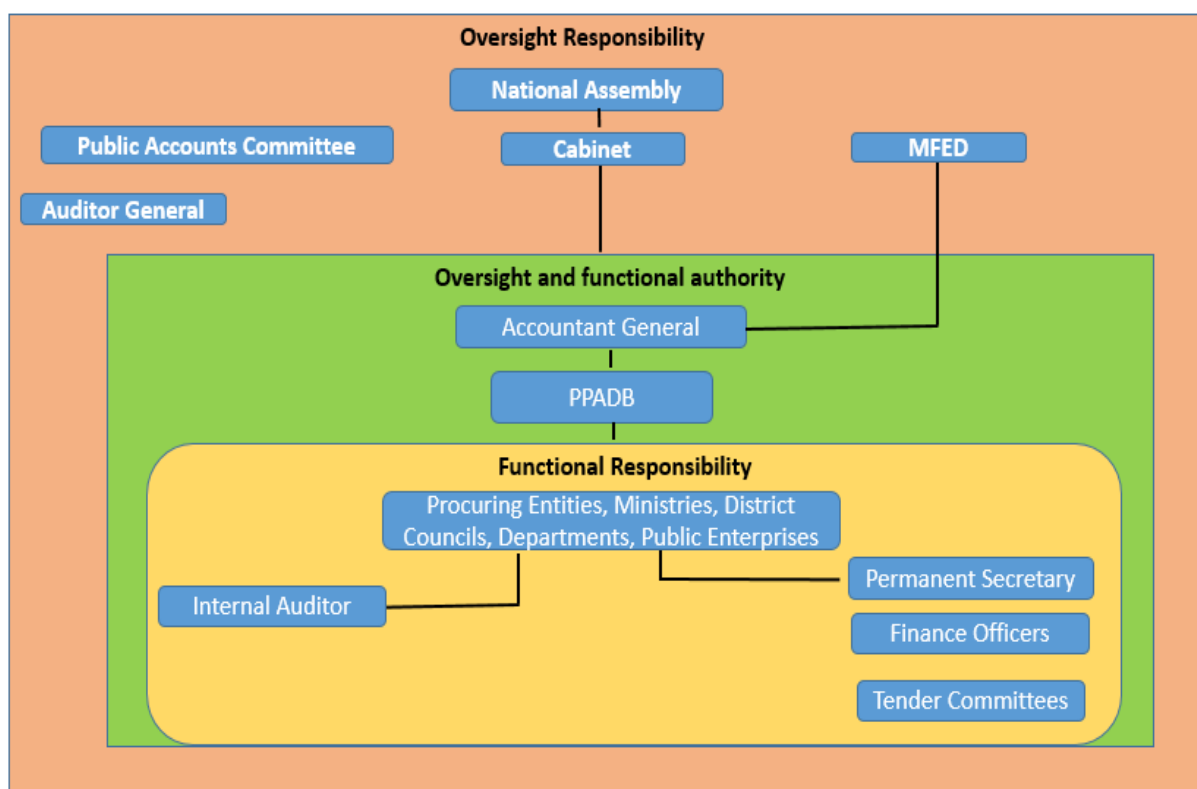 Oversight Responsibility
National Assembly
Public Accounts Committee
Cabinet
MFED
Auditor General
Oversight and functional authority
Accountant General
PPADB
Functional Responsibility
Procuring Entities, Ministries, District
Councils, Departments, Public Enterprises
Internal Auditor
Permanent Secretary
Finance Officers
Tender Committees